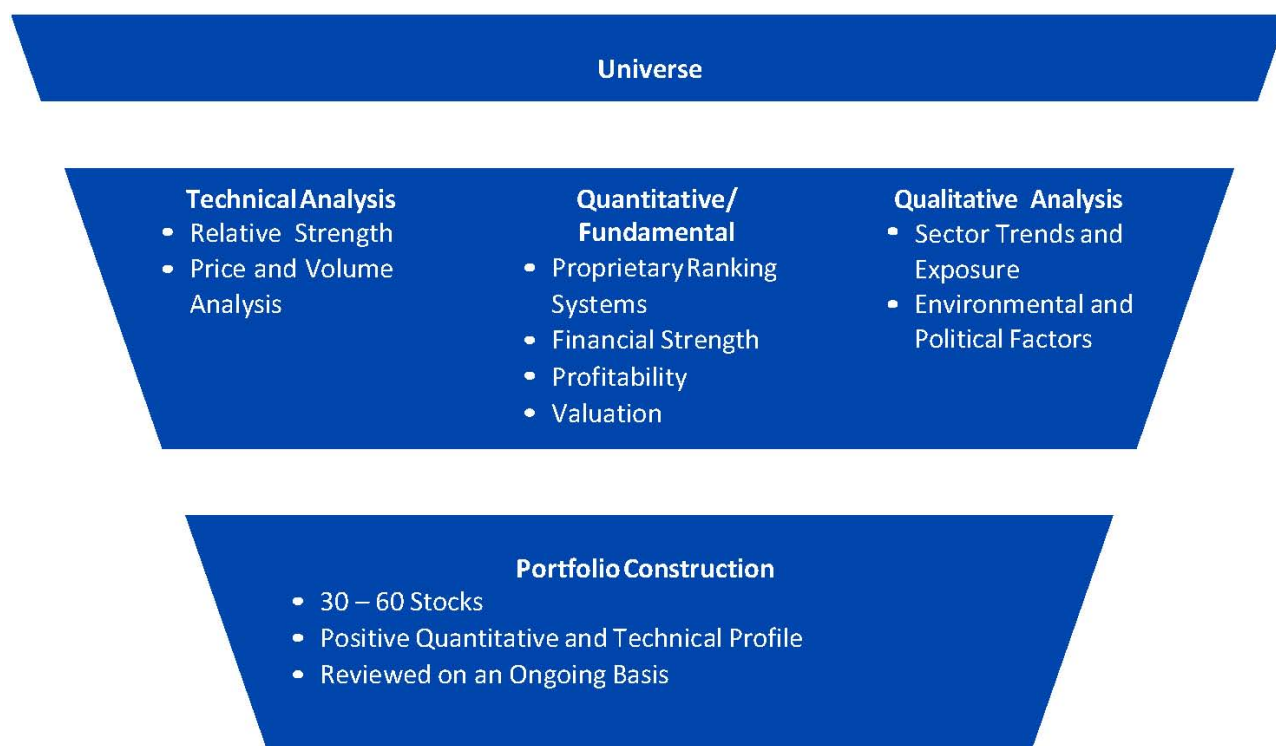 Universe
Technical Analysis
• Relative Strength
• Price and Volume
Analysis
Quantitative/
Fundamental
• Proprietary Ranking
Systems
• Financial Strength
• Profitability
• Valuation
Qualitative Analysis
• Sector Trends and
Exposure
• Environmental and
Political Factors
Portfolio Construction
• 30 – 60 Stocks
• Positive Quantitative and Technical Profile
• Reviewed on an Ongoing Basis